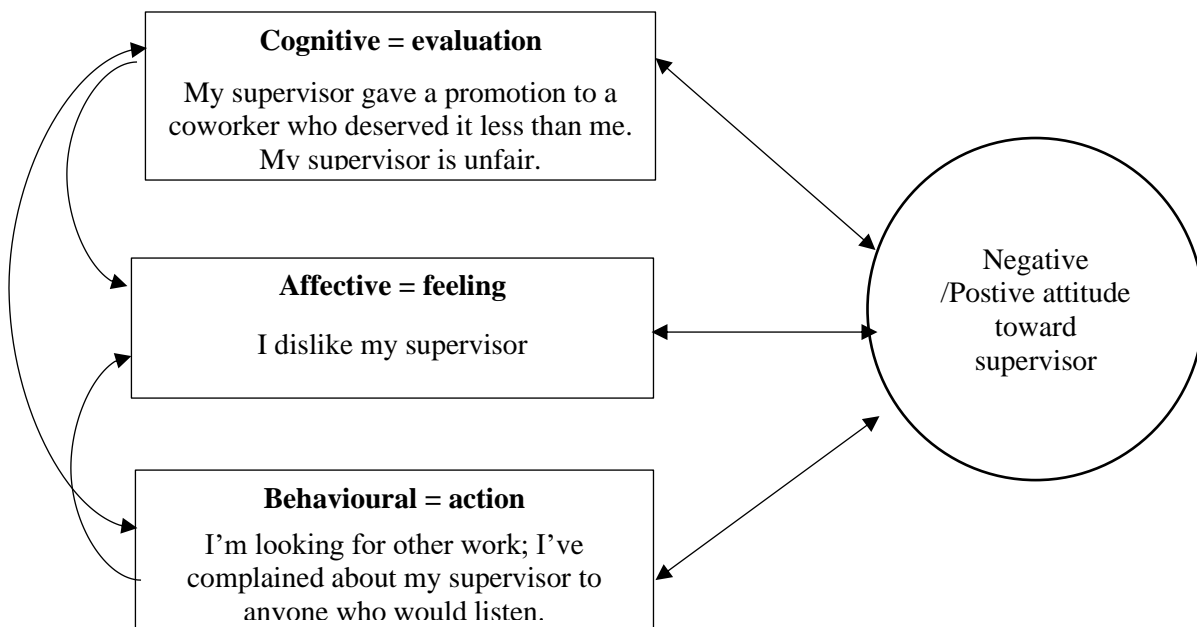 Cognitive = evaluation
My supervisor gave a promotion to a
coworker who deserved it less than me.
My supervisor is unfair.
Affective = feeling
I dislike my supervisor
Behavioural = action
I’m looking for other work; I’ve
complained about my supervisor to
anyone who would listen.
Negative
/Postive attitude
toward
supervisor